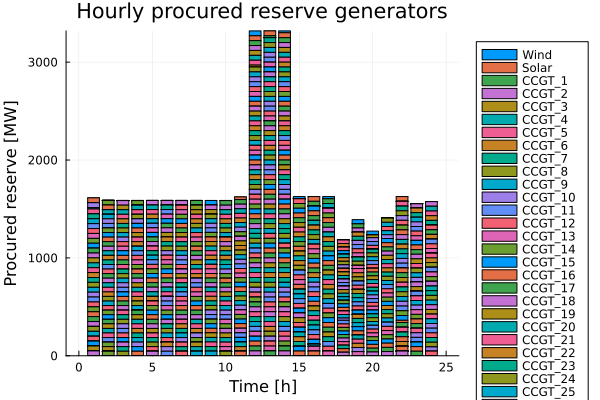 Hourly procured reserve generators
Procured reserve [MW]
3000
2000
1000
0
0 5 10 15 20 25
Time [h]
Wind
Solar
CCGT_1
CCGT_2
CCGT_3
CCGT_4
CCGT_5
CCGT_6
CCGT_7
CCGT_8
CCGT_9
CCGT_10
CCGT_11
CCGT_12
CCGT_13
CCGT_14
CCGT_15
CCGT_16
CCGT_17
CCGT_18
CCGT_19
CCGT_20
CCGT_21
CCGT_22
CCGT_23
CCGT_24
CCGT_25